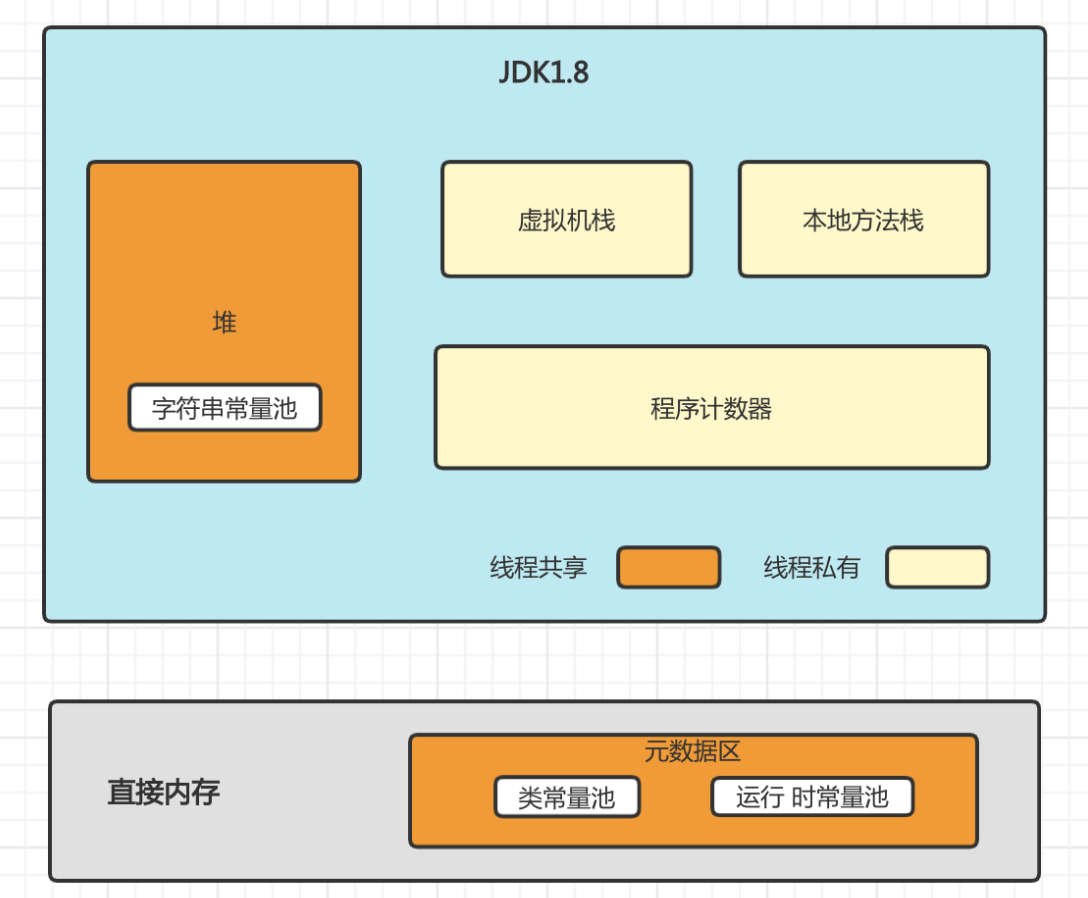 JDK1.8
虚拟机栈
本地方法栈
堆
字符串常量池
程序计数器
线程共享
线程私有
直接内存
元数据区
类常量池
运行 时常量池